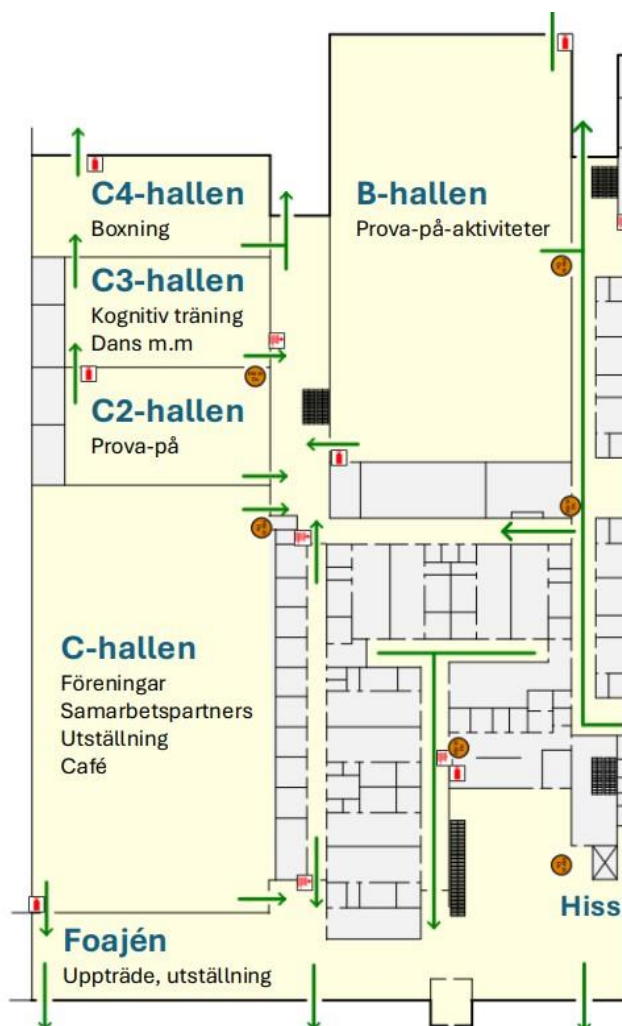 C4-hallen
Boxning
B-hallen
Prova-på-aktiviteter
C3-hallen
Kognitiv träning
Dans m.m
C2-hallen
Prova-på
C-hallen
Föreningar
Samarbetspartners
Utställning
Café
Hiss
Foajén
Uppträde, utställning